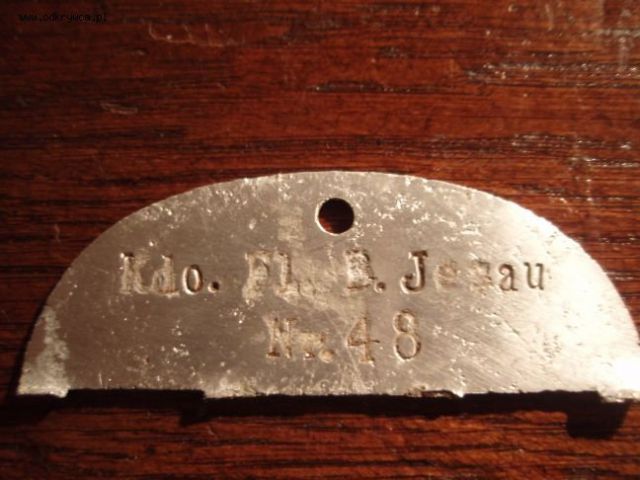 www.odkrywca.pl
Kdo. Fl. B. Jesau
Nr. 48